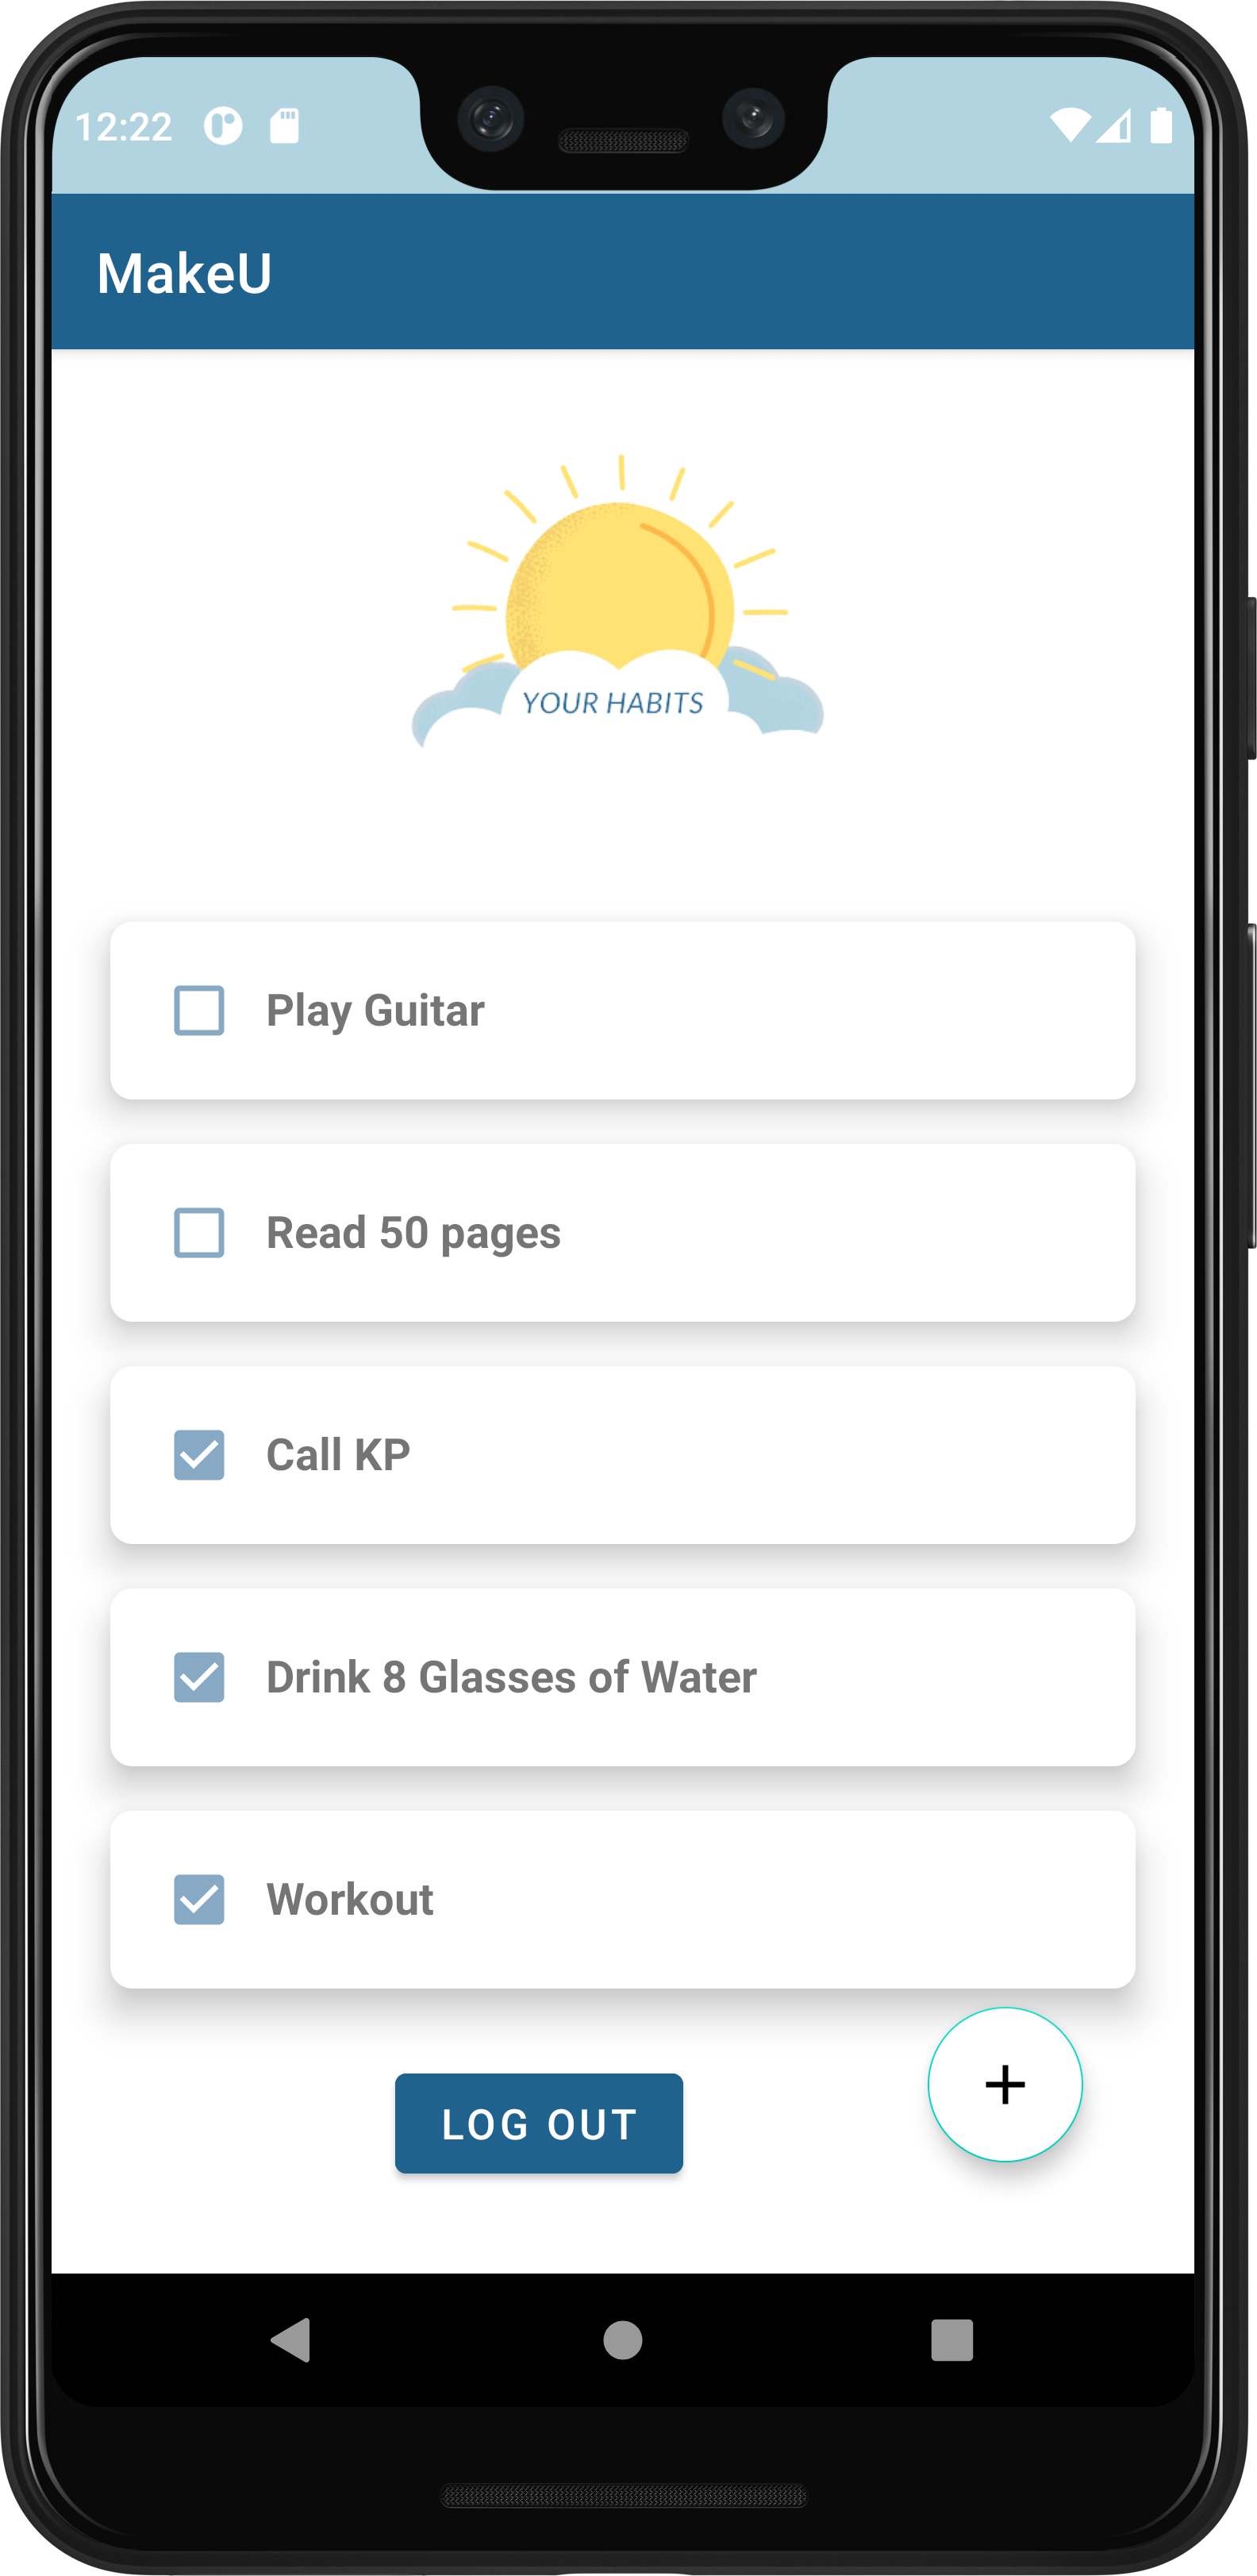 12:22
MakeU
YOUR HABITS
Play Guitar
Read 50 pages
Call KP
Drink 8 Glasses of Water
Workout
LOG OUT
+